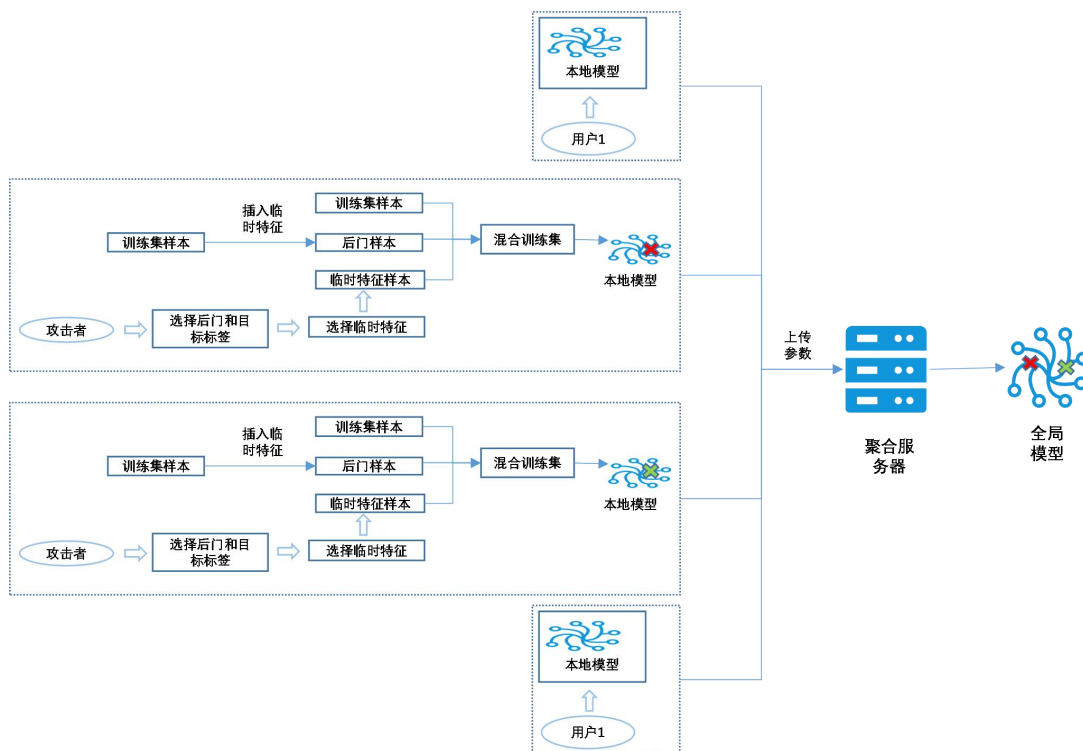 本地模型
用户1
插入临
时特征
训练集样本
训练集样本
后门样本
混合训练集
临时特征样本
本地模型
攻击者
选择后门和目
标标签
选择临时特征
插入临
时特征
训练集样本
训练集样本
后门样本
混合训练集
临时特征样本
本地模型
攻击者
选择后门和目
标标签
选择临时特征
本地模型
用户1
上传
参数
聚合服
务器
全局
模型